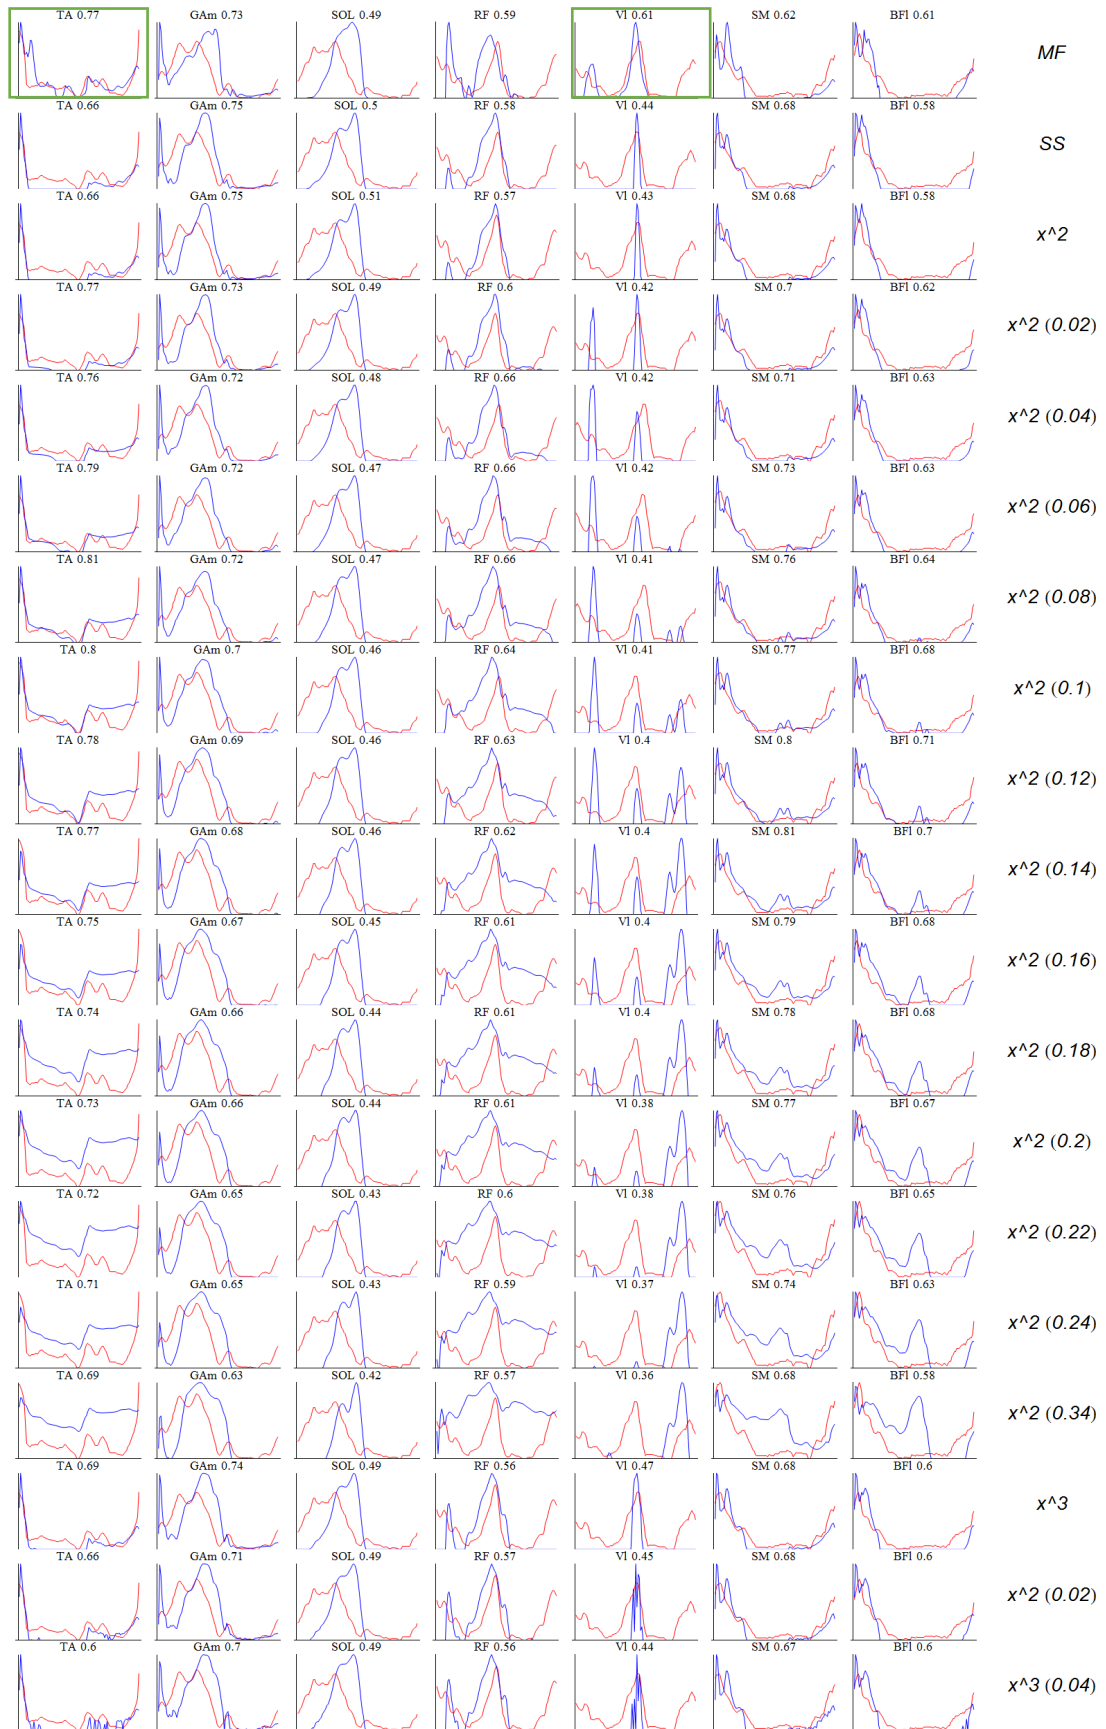 TA 0.77 GAm 0.73 SOL 0.49 RF 0.59 Vl 0.61 SM 0.62 BFl 0.61 MF
TA 0.66 GAm 0.75 SOL 0.5 RF 0.58 Vl 0.44 SM 0.68 BFl 0.58 SS
TA 0.66 GAm 0.75 SOL 0.51 RF 0.57 Vl 0.43 SM 0.68 BFl 0.58 x^2
TA 0.77 GAm 0.73 SOL 0.49 RF 0.6 Vl 0.42 SM 0.7 BFl 0.62 x^2 (0.02)
TA 0.76 GAm 0.72 SOL 0.48 RF 0.66 Vl 0.42 SM 0.71 BFl 0.63 x^2 (0.04)
TA 0.79 GAm 0.72 SOL 0.47 RF 0.66 Vl 0.42 SM 0.73 BFl 0.63 x^2 (0.06)
TA 0.81 GAm 0.72 SOL 0.47 RF 0.66 Vl 0.41 SM 0.76 BFl 0.64 x^2 (0.08)
TA 0.8 GAm 0.7 SOL 0.46 RF 0.64 Vl 0.41 SM 0.77 BFl 0.68 x^2 (0.1)
TA 0.78 GAm 0.69 SOL 0.46 RF 0.63 Vl 0.4 SM 0.8 BFl 0.71 x^2 (0.12)
TA 0.77 GAm 0.68 SOL 0.46 RF 0.62 Vl 0.4 SM 0.81 BFl 0.7 x^2 (0.14)
TA 0.75 GAm 0.67 SOL 0.45 RF 0.61 Vl 0.4 SM 0.79 BFl 0.68 x^2 (0.16)
TA 0.74 GAm 0.66 SOL 0.44 RF 0.61 Vl 0.4 SM 0.78 BFl 0.68 x^2 (0.18)
TA 0.73 GAm 0.66 SOL 0.44 RF 0.61 Vl 0.38 SM 0.77 BFl 0.67 x^2 (0.2)
TA 0.72 GAm 0.65 SOL 0.43 RF 0.6 Vl 0.38 SM 0.76 BFl 0.65 x^2 (0.22)
TA 0.71 GAm 0.65 SOL 0.43 RF 0.59 Vl 0.37 SM 0.74 BFl 0.63 x^2 (0.24)
TA 0.69 GAm 0.63 SOL 0.42 RF 0.57 Vl 0.36 SM 0.68 BFl 0.58 x^2 (0.34)
TA 0.69 GAm 0.74 SOL 0.49 RF 0.56 Vl 0.47 SM 0.68 BFl 0.6 x^3
TA 0.66 GAm 0.71 SOL 0.49 RF 0.57 Vl 0.45 SM 0.68 BFl 0.6 x^2 (0.02)
TA 0.6 GAm 0.7 SOL 0.49 RF 0.56 Vl 0.44 SM 0.67 BFl 0.6 x^3 (0.04)